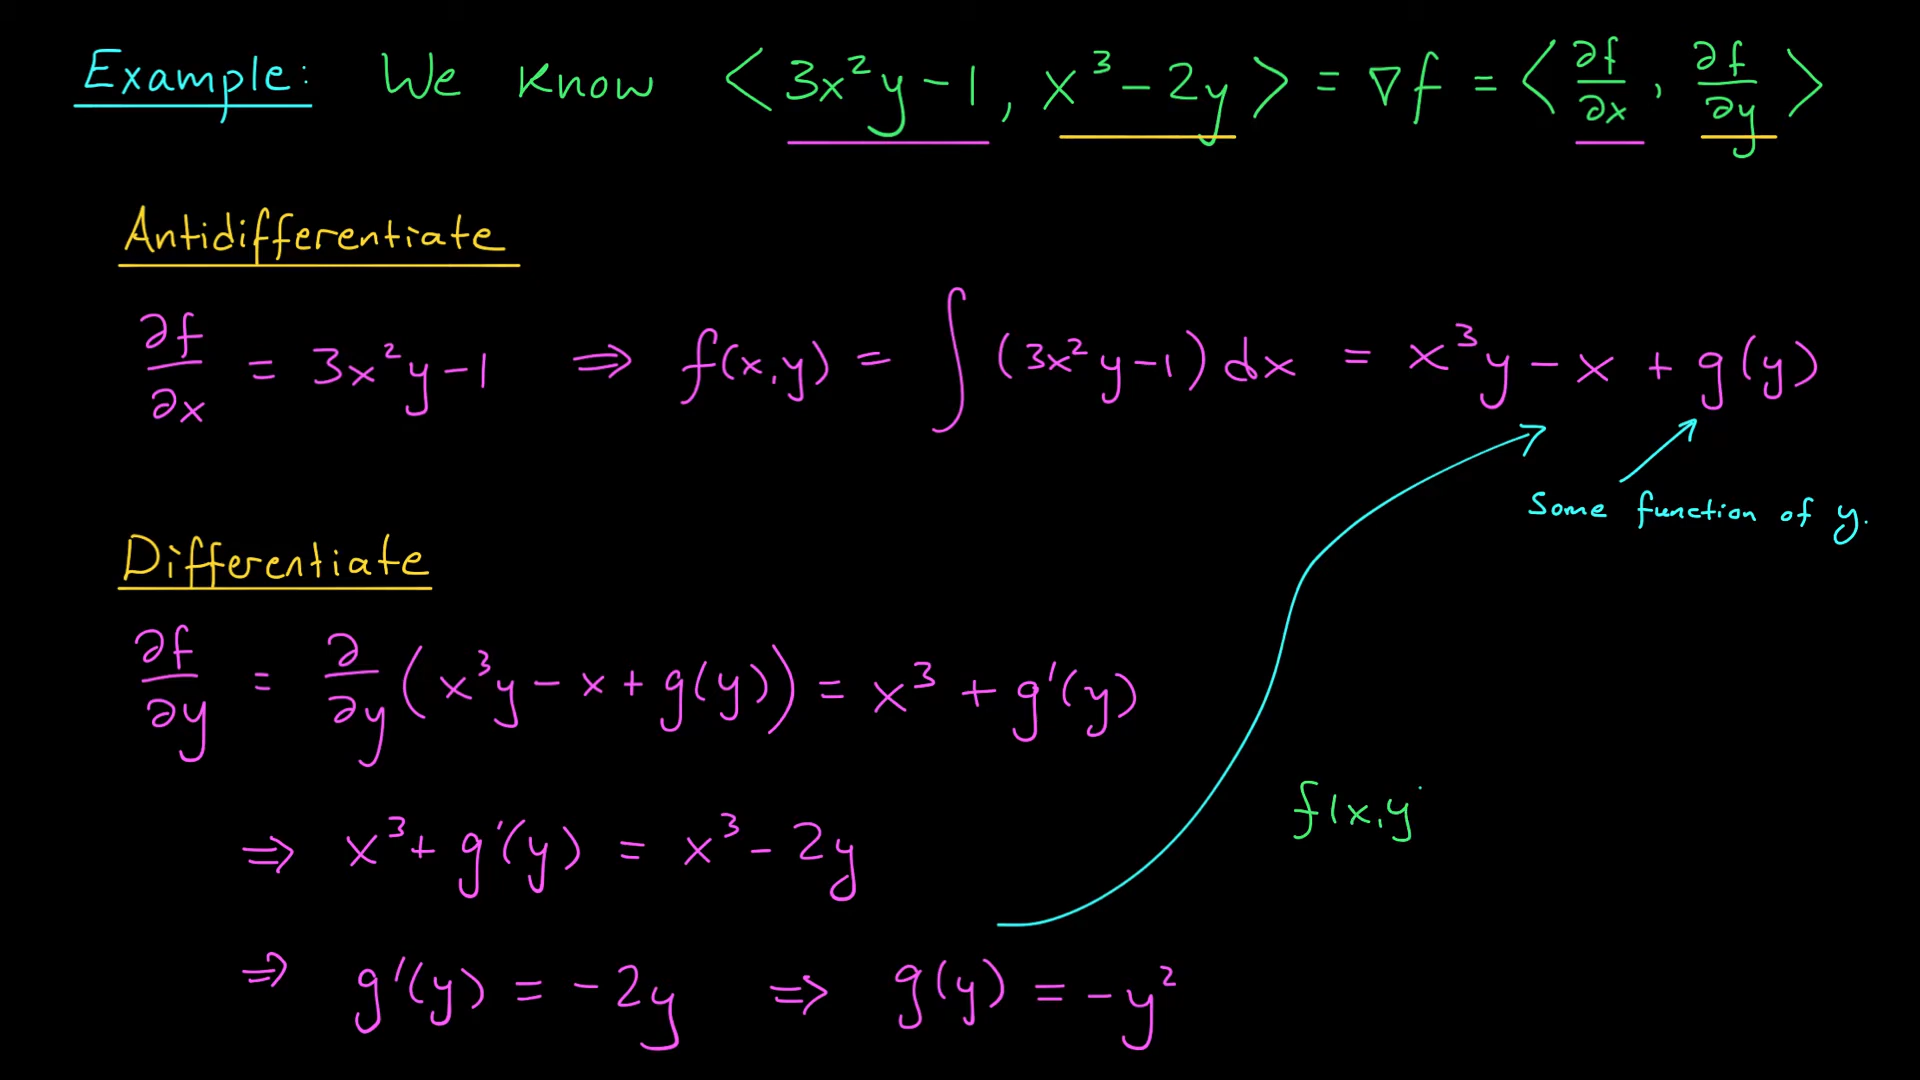 Example: We know <3x²y-1, x³-2y> = ∇f = <∂f/∂x, ∂f/∂y>
Antidifferentiate
∂f/∂x = 3x²y-1 ⇒ f(x,y) = ∫(3x²y-1)dx = x³y - x + g(y)
Some function of y.
Differentiate
∂f/∂y = ∂/∂y (x³y - x + g(y)) = x³ + g'(y)
f(x,y
⇒ x³ + g'(y) = x³ - 2y
⇒ g'(y) = -2y ⇒ g(y) = -y²